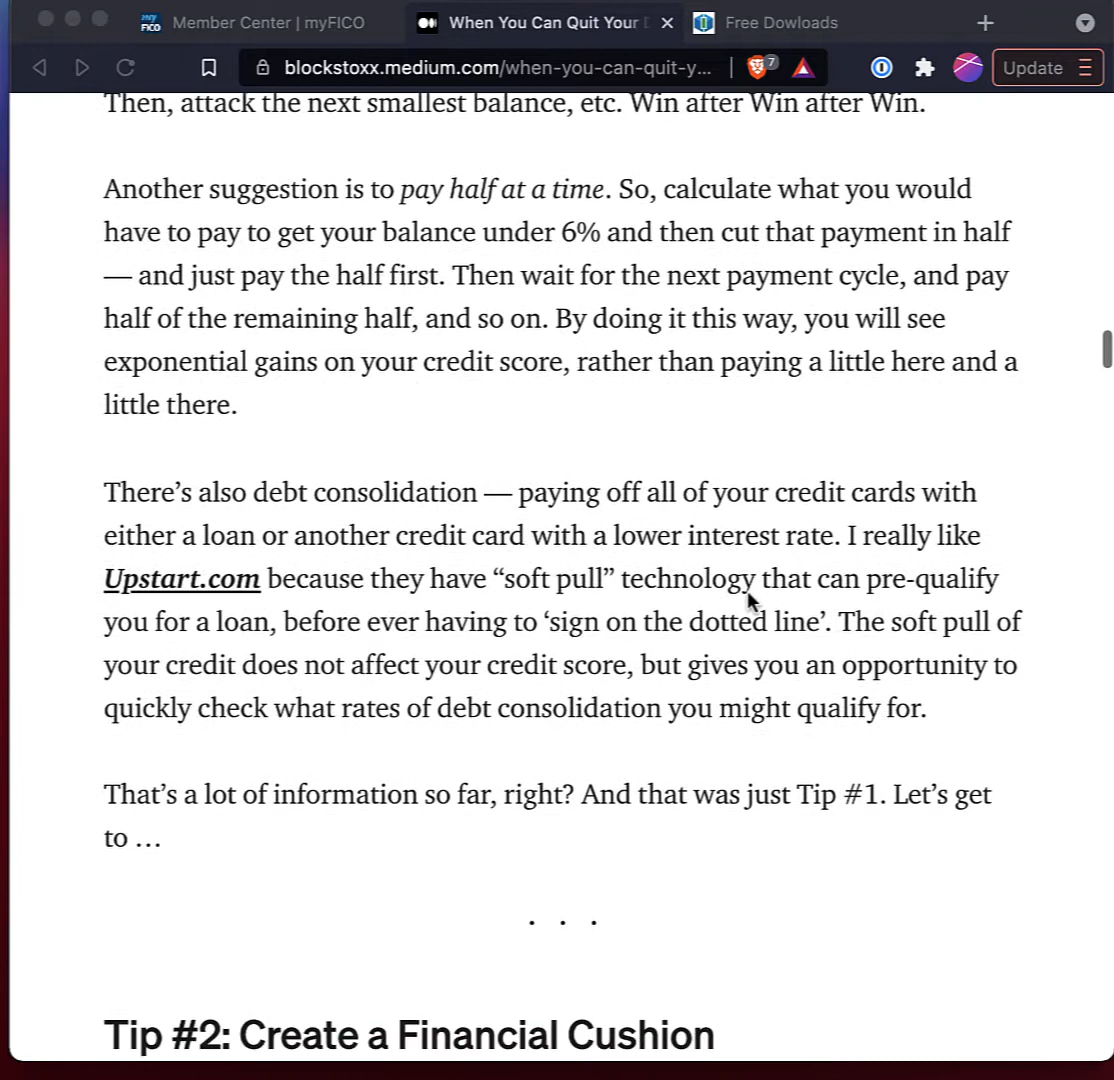 Member Center | myFICO
When You Can Quit Your
Free Dowloads
blockstoxx.medium.com/when-you-can-quit-y...
7
Update
Then, attack the next smallest balance, etc. Win after Win after Win.
Another suggestion is to pay half at a time. So, calculate what you would
have to pay to get your balance under 6% and then cut that payment in half
— and just pay the half first. Then wait for the next payment cycle, and pay
half of the remaining half, and so on. By doing it this way, you will see
exponential gains on your credit score, rather than paying a little here and a
little there.
There’s also debt consolidation — paying off all of your credit cards with
either a loan or another credit card with a lower interest rate. I really like
Upstart.com because they have “soft pull” technology that can pre-qualify
you for a loan, before ever having to ‘sign on the dotted line’. The soft pull of
your credit does not affect your credit score, but gives you an opportunity to
quickly check what rates of debt consolidation you might qualify for.
That’s a lot of information so far, right? And that was just Tip #1. Let’s get
to …
. . .
Tip #2: Create a Financial Cushion